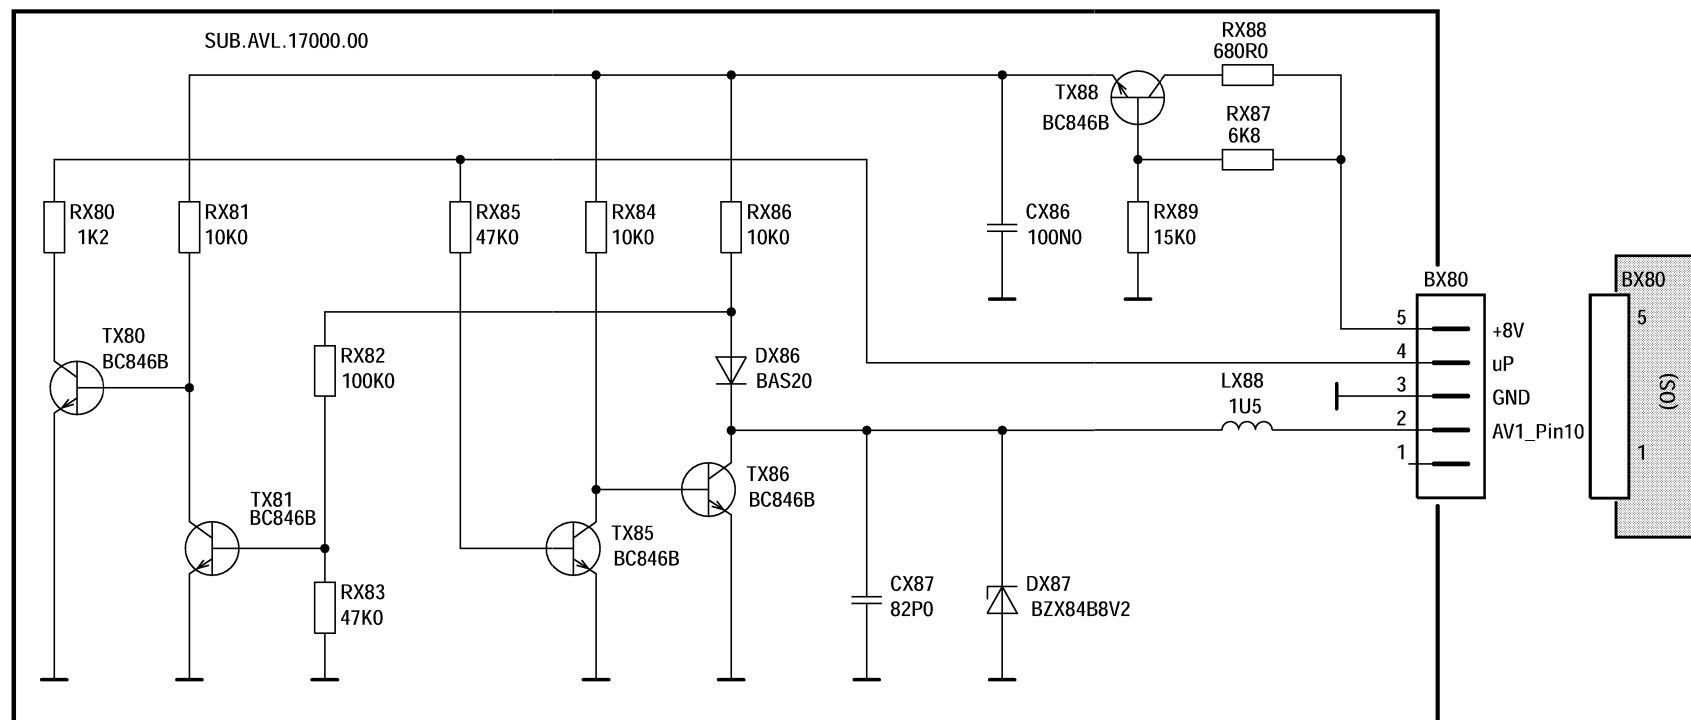 SUB.AVL.17000.00
RX88
680R0
TX88
BC846B
RX87
6K8
RX80
1K2
RX81
10K0
RX85
47K0
RX84
10K0
RX86
10K0
CX86
100N0
RX89
15K0
BX80
BX80
5
+8V
5
TX80
BC846B
RX82
100K0
DX86
BAS20
4
uP
LX88
1U5
3
GND
(SO)
2
AV1_Pin10
1
1
TX81
BC846B
TX86
BC846B
TX85
BC846B
RX83
47K0
CX87
82P0
DX87
BZX84B8V2